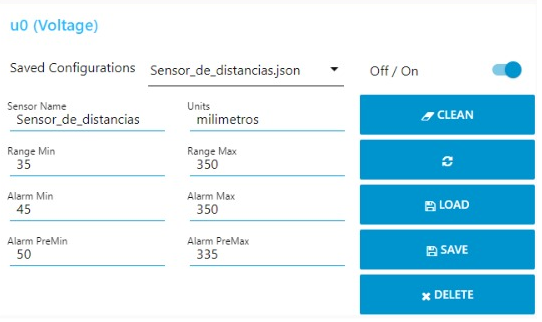 u0 (Voltage)
Saved Configurations Sensor_de_distancias.json Off / On
Sensor Name Units
Sensor_de_distancias milimetros
CLEAN
Range Min Range Max
35 350
Alarm Min Alarm Max
45 350
LOAD
Alarm PreMin Alarm PreMax
50 335
SAVE
DELETE